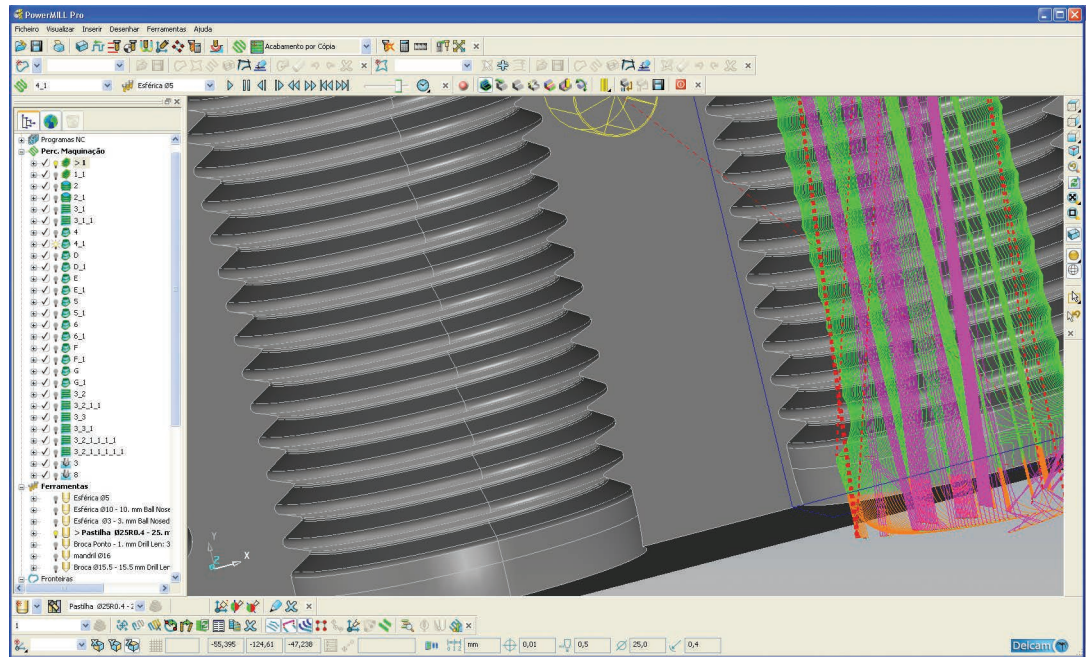 PowerMILL Pro
Ficheiro Visualizar Inserir Desenhar Ferramentas Ajuda
Acabamento por Cópia
4_1 Esférica Ø5
Programas NC
Perc. Maquinação
> 1
1_1
2
2_1
3_1
3_1_1
4
4_1
D
D_1
E
E_1
5
5_1
6
6_1
F
F_1
G
G_1
3_2
3_2_1_1
3_3
3_3_1
3_2_1_1_1_1
3_2_1_1_1_1_1
3
8
Ferramentas
Esférica Ø5
Esférica Ø10 - 10. mm Ball Nose
Esférica Ø3 - 3. mm Ball Nosed
> Pastilha Ø25R0.4 - 25. m
Broca Ponto - 1. mm Drill Len: 3
mandril Ø16
Broca Ø15.5 - 15.5 mm Drill Ler
Fronteiras
Y
Z X
Pastilha Ø25R0.4 - 2
1
-55,395 -124,61 -47,238 mm 0,01 0,5 25,0 0,4
Delcam